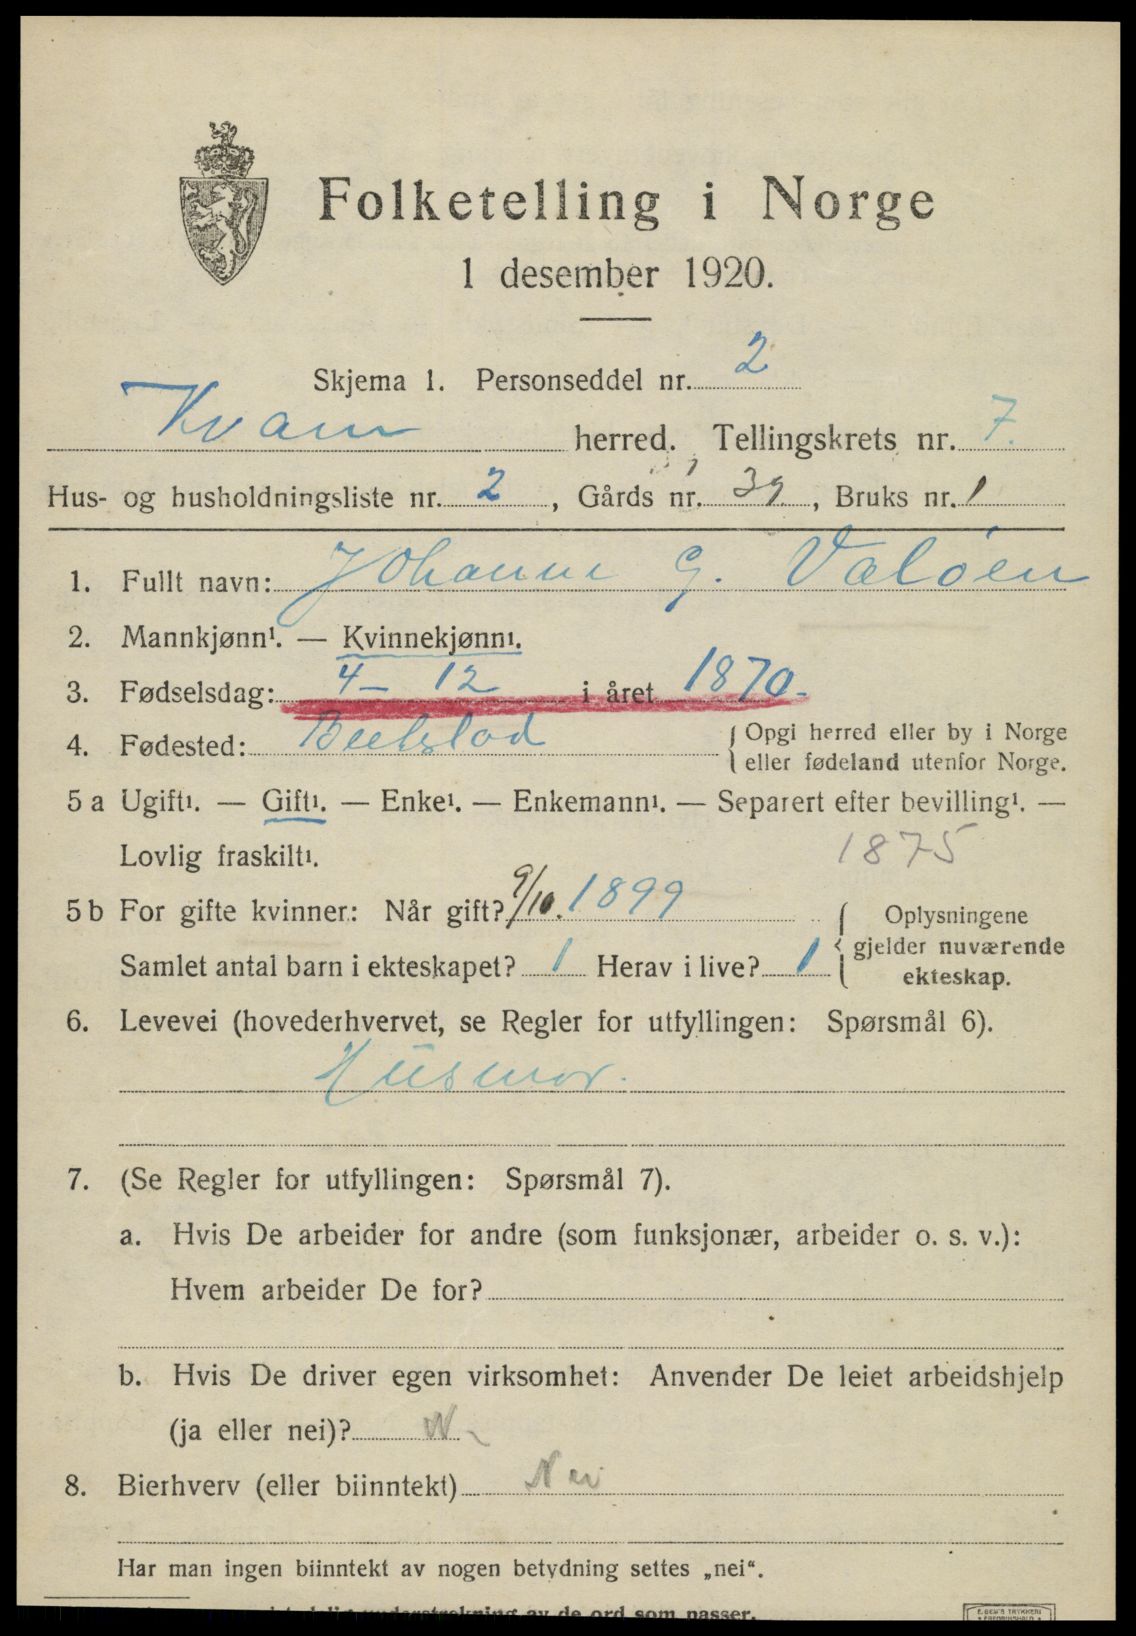 Folketelling i Norge
1 desember 1920.
Skjema 1. Personseddel nr. 2
Kvam herred. Tellingskrets nr. 7.
Hus- og husholdningsliste nr. 2, Gårds nr. 39, Bruks nr. 1
1. Fullt navn: Johanne G. Valöen
2. Mannkjønn¹. — Kvinnekjønn¹.
3. Fødselsdag: 4 – 12 i året 1870.
4. Fødested: Beitstad { Opgi herred eller by i Norge
eller fødeland utenfor Norge.
5 a Ugift¹. — Gift¹. — Enke¹. — Enkemann¹. — Separert efter bevilling¹. —
Lovlig fraskilt¹. 1875
5 b For gifte kvinner: Når gift? 9/10. 1899 { Oplysningene
gjelder nuværende
Samlet antal barn i ekteskapet? 1 Herav i live? 1 ekteskap.
6. Levevei (hovederhvervet, se Regler for utfyllingen: Spørsmål 6).
Husmor.
7. (Se Regler for utfyllingen: Spørsmål 7).
a. Hvis De arbeider for andre (som funksjonær, arbeider o. s. v.):
Hvem arbeider De for?
b. Hvis De driver egen virksomhet: Anvender De leiet arbeidshjelp
(ja eller nei)? N
8. Bierhverv (eller biinntekt) Nei
Har man ingen biinntekt av nogen betydning settes „nei“.
understrekning av de ord som passer.